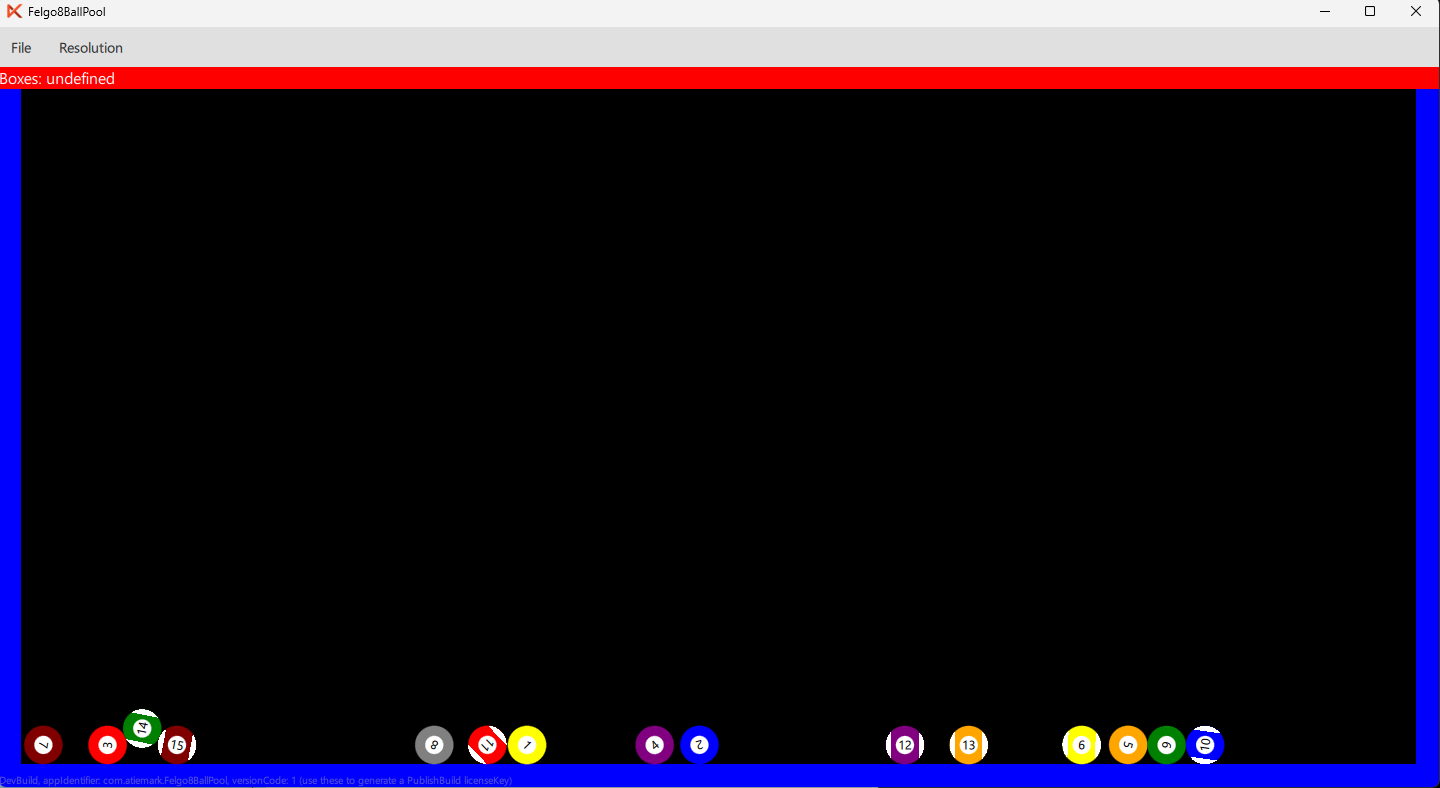 Felgo8BallPool
File Resolution
Boxes: undefined
14
7 3 15 8 11 1 4 2 12 13 6 5 9 10
DevBuild, appIdentifier: com.atiemark.Felgo8BallPool, versionCode: 1 (use these to generate a PublishBuild licenseKey)